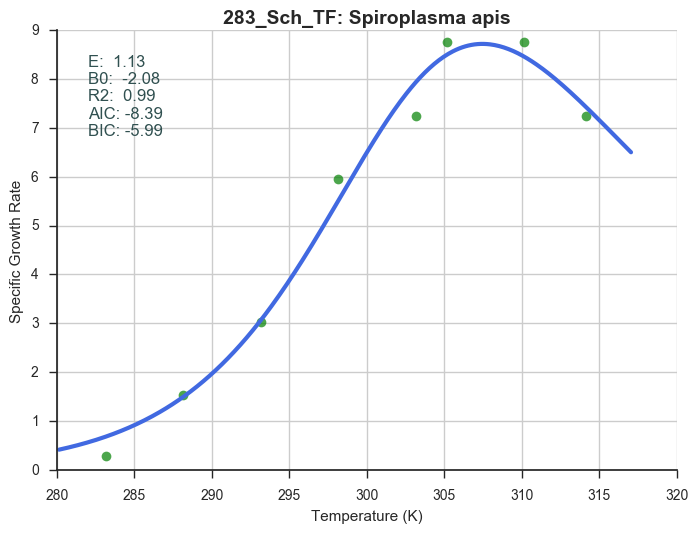 283_Sch_TF: Spiroplasma apis
E: 1.13
B0: -2.08
R2: 0.99
AIC: -8.39
BIC: -5.99
Specific Growth Rate
9
8
7
6
5
4
3
2
1
0
280 285 290 295 300 305 310 315 320
Temperature (K)